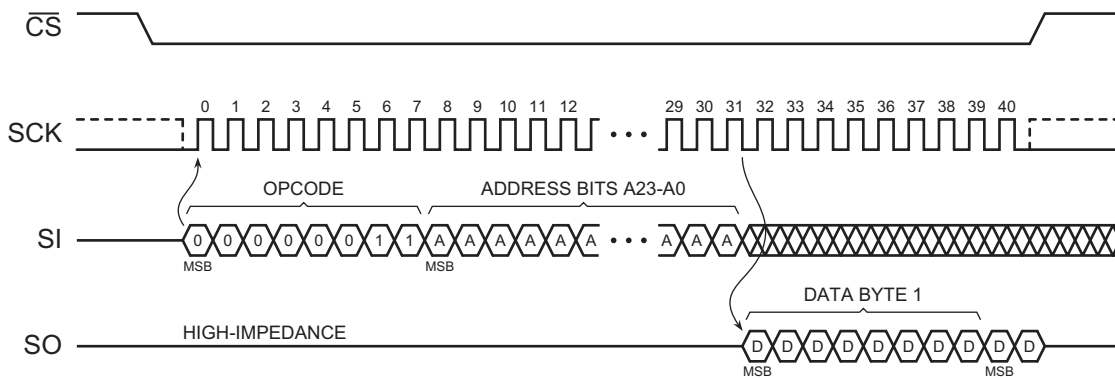 CS
SCK
0 1 2 3 4 5 6 7 8 9 10 11 12 29 30 31 32 33 34 35 36 37 38 39 40
OPCODE
ADDRESS BITS A23-A0
SI
0 0 0 0 0 0 1 1 A A A A A A A A A
MSB
MSB
DATA BYTE 1
SO
HIGH-IMPEDANCE
D D D D D D D D D D
MSB
MSB